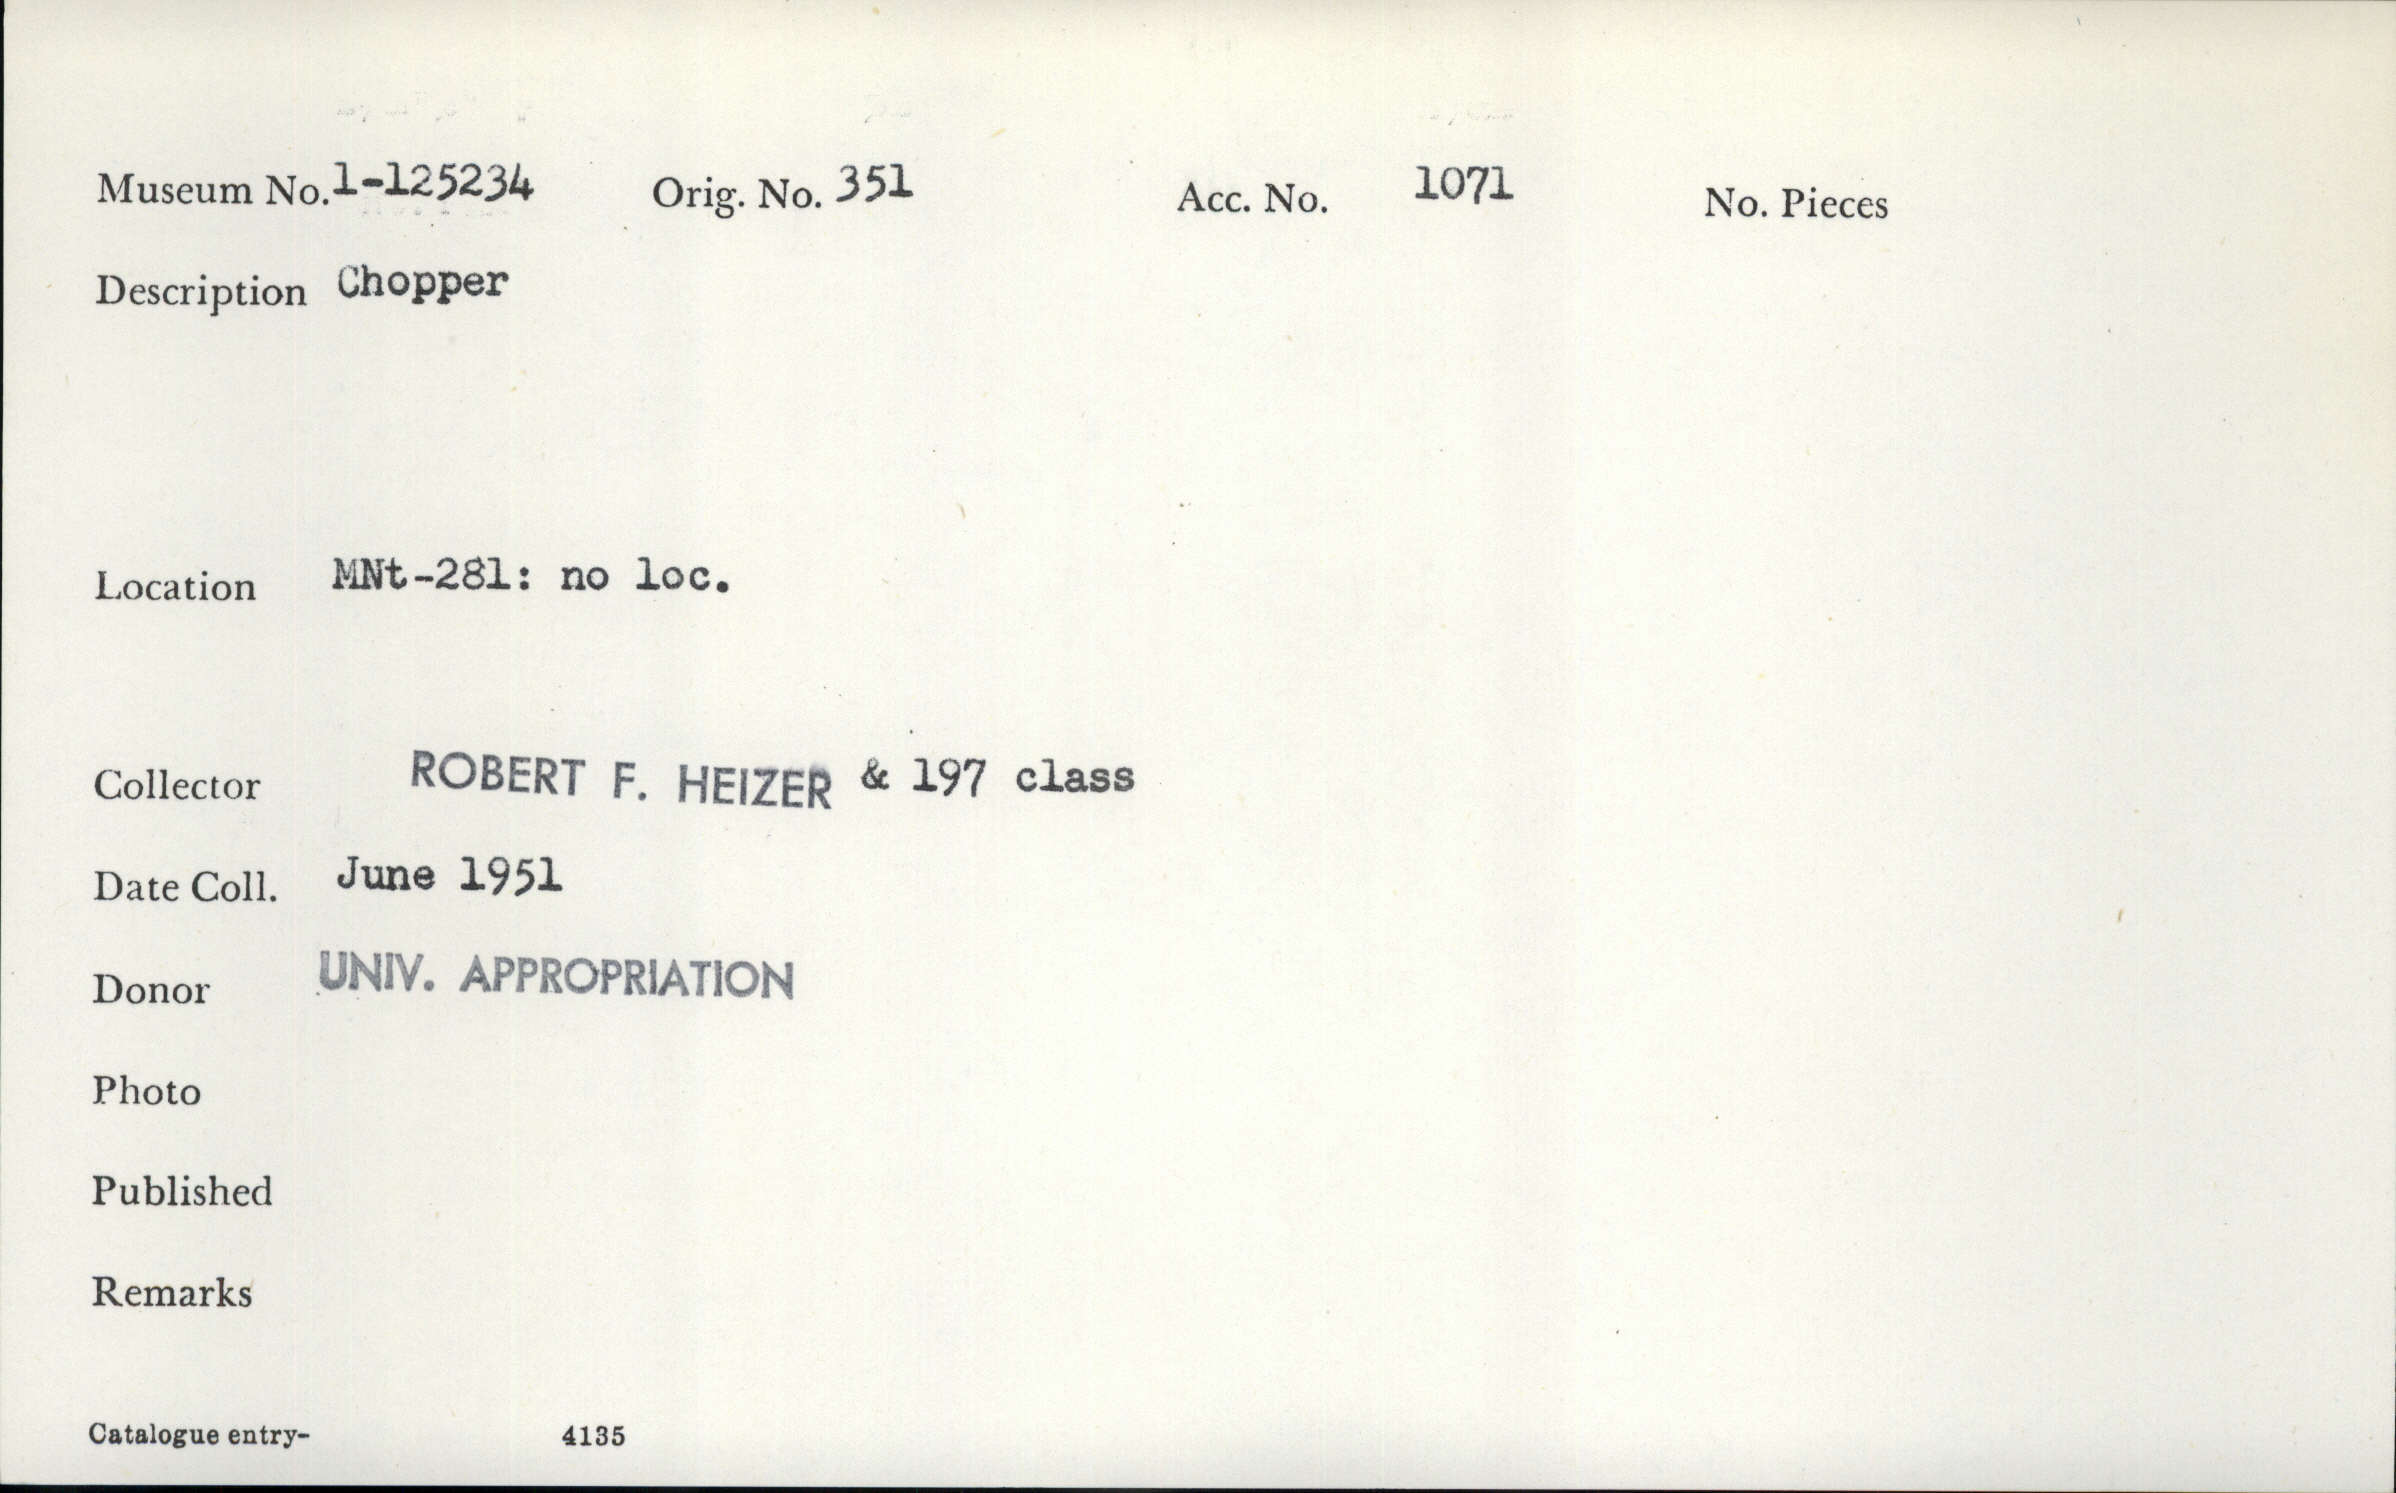 Museum No. 1-125234 Orig. No. 351 Acc. No. 1071 No. Pieces
Description Chopper
Location MNt-281: no loc.
Collector ROBERT F. HEIZER & 197 class
Date Coll. June 1951
Donor UNIV. APPROPRIATION
Photo
Published
Remarks
Catalogue entry- 4135